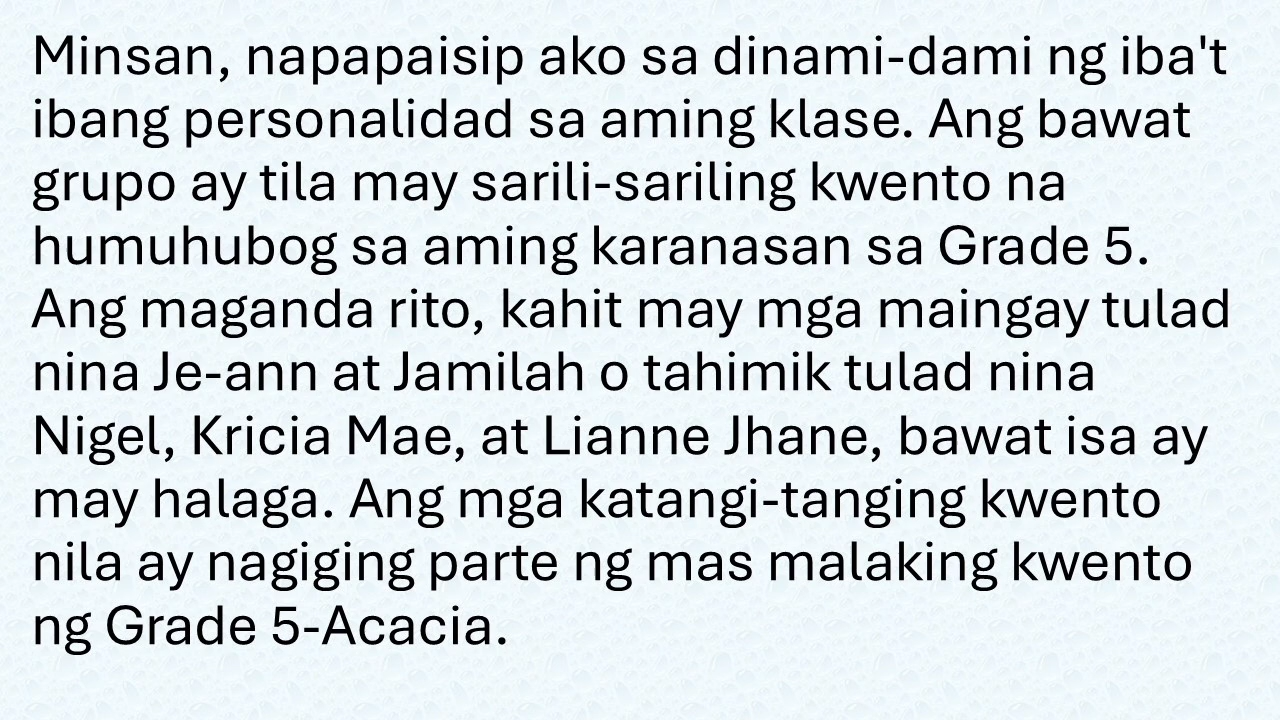 Minsan, napapaisip ako sa dinami-dami ng iba't
ibang personalidad sa aming klase. Ang bawat
grupo ay tila may sarili-sariling kwento na
humuhubog sa aming karanasan sa Grade 5.
Ang maganda rito, kahit may mga maingay tulad
nina Je-ann at Jamilah o tahimik tulad nina
Nigel, Kricia Mae, at Lianne Jhane, bawat isa ay
may halaga. Ang mga katangi-tanging kwento
nila ay nagiging parte ng mas malaking kwento
ng Grade 5-Acacia.